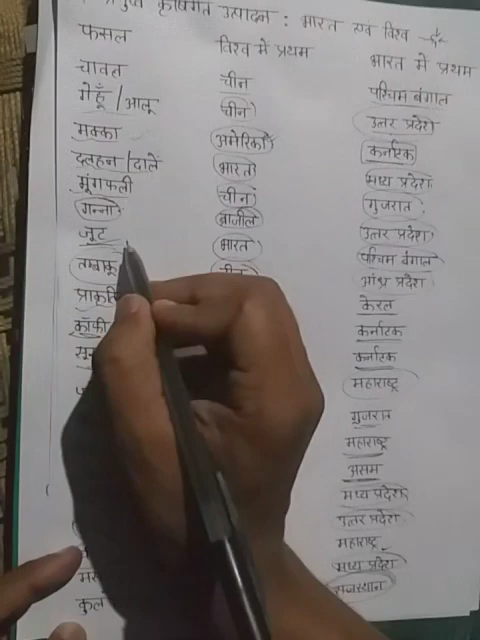 प्रमुख कृषिगत उत्पादन : भारत एवं विश्व
फसल विश्व में प्रथम भारत में प्रथम
चावल चीन पश्चिम बंगाल
गेहूँ / आलू चीन उत्तर प्रदेश
मक्का अमेरिका कर्नाटक
दलहन / दालें भारत मध्य प्रदेश
मूंगफली चीन गुजरात
गन्ना ब्राजील उत्तर प्रदेश
जूट भारत पश्चिम बंगाल
तम्बाकू चीन आंध्र प्रदेश
केरल
कॉफी कर्नाटक
कर्नाटक
महाराष्ट्र
गुजरात
महाराष्ट्र
असम
मध्य प्रदेश
उत्तर प्रदेश
महाराष्ट्र
मध्य प्रदेश
राजस्थान